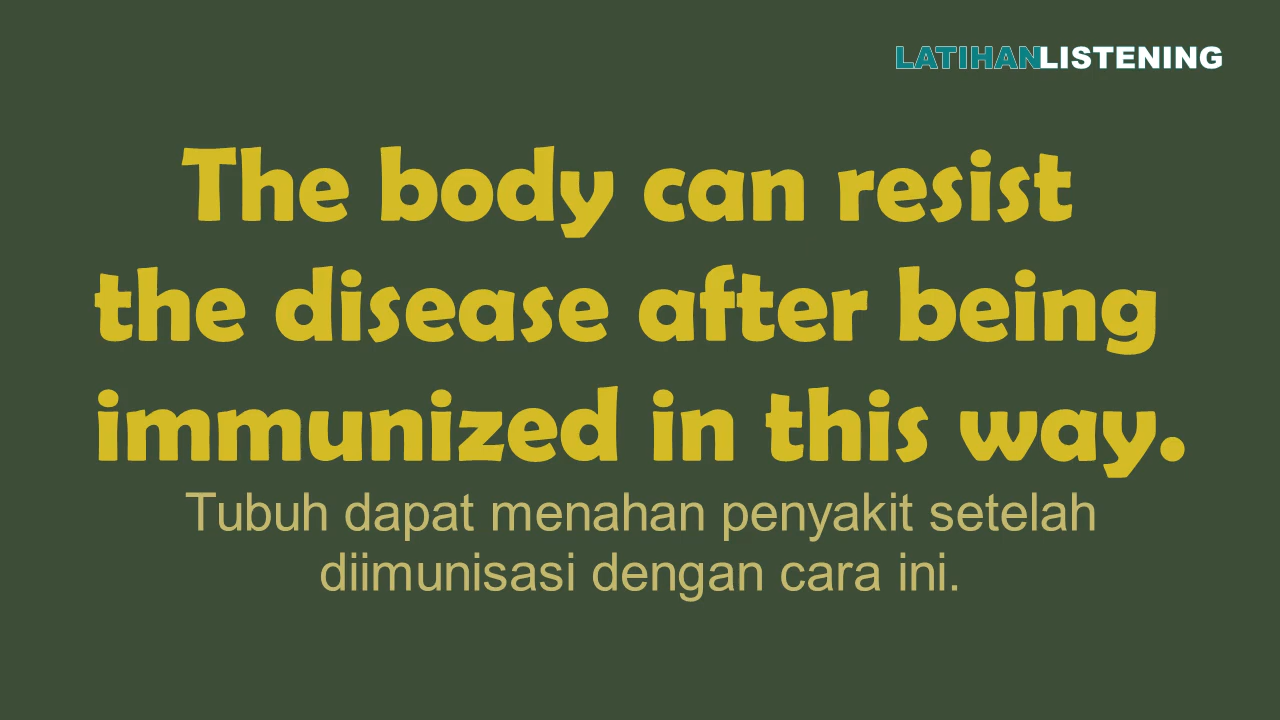 LATIHANLISTENING
The body can resist
the disease after being
immunized in this way.
Tubuh dapat menahan penyakit setelah
diimunisasi dengan cara ini.